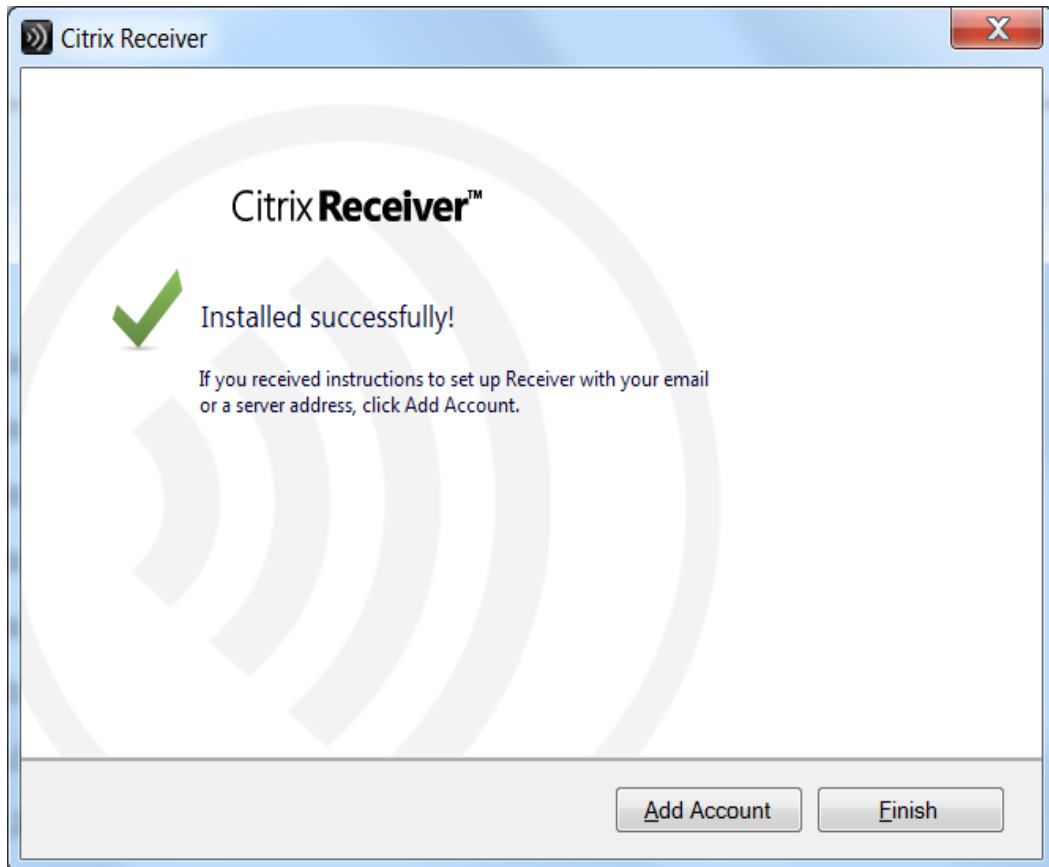 Citrix Receiver
Citrix Receiver™
Installed successfully!
If you received instructions to set up Receiver with your email
or a server address, click Add Account.
Add Account
Finish